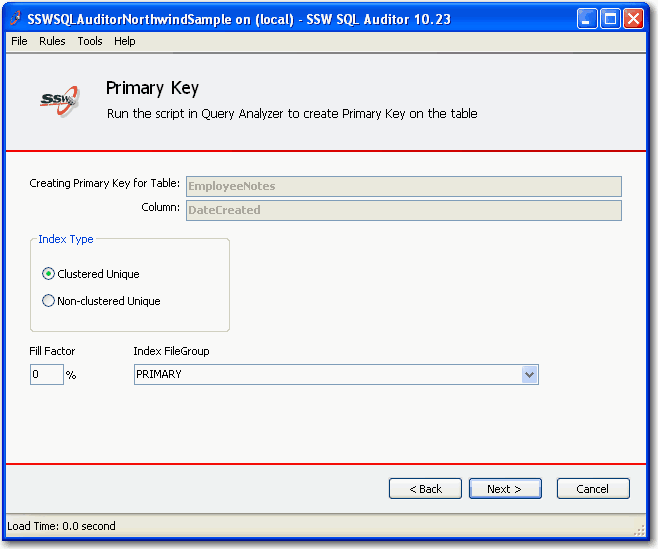 SSWSQLAuditorNorthwindSample on (local) - SSW SQL Auditor 10.23
File Rules Tools Help
SSW
Primary Key
Run the script in Query Analyzer to create Primary Key on the table
Creating Primary Key for Table: EmployeeNotes
Column: DateCreated
Index Type
Clustered Unique
Non-clustered Unique
Fill Factor Index FileGroup
0 % PRIMARY
< Back Next > Cancel
Load Time: 0.0 second